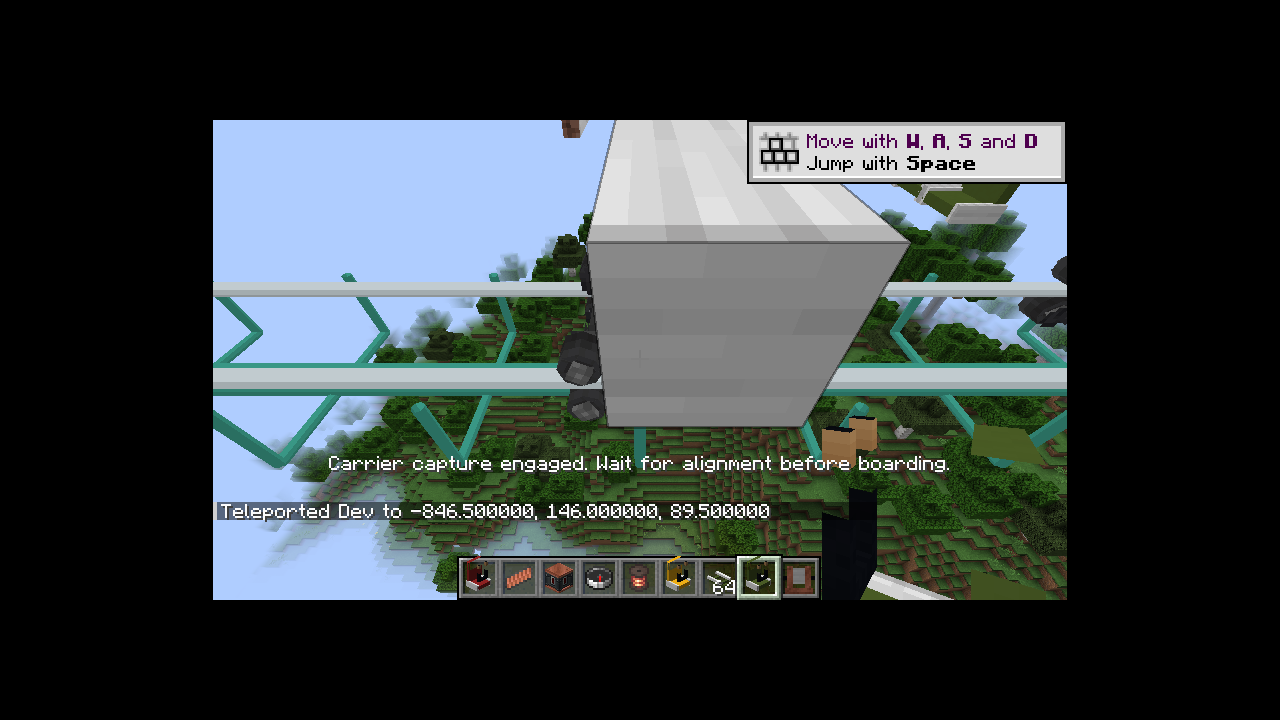 Move with W, A, S and D
Jump with Space
Carrier capture engaged. Wait for alignment before boarding.
Teleported Dev to -846.500000, 146.000000, 89.500000
64